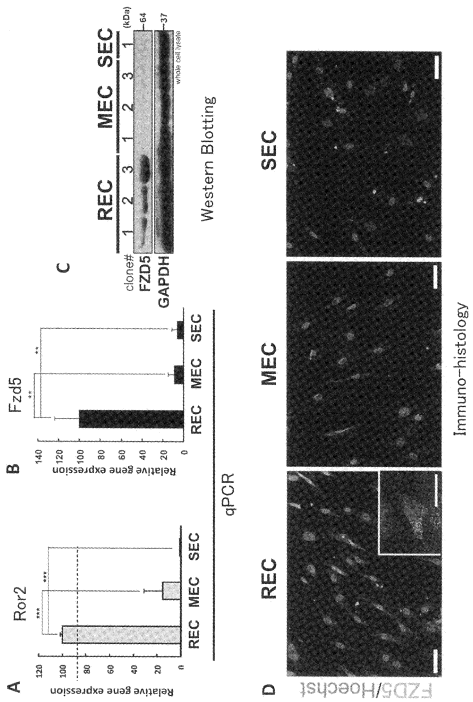 A
Ror2
Relative gene expression
120
100
80
60
40
20
0
***
***
REC MEC SEC
B
Fzd5
Relative gene expression
140
120
100
80
60
40
20
0
**
**
REC MEC SEC
qPCR
C
REC MEC SEC
clone# 1 2 3 1 2 3 1 (kDa)
FZD5 –64
GAPDH –37
whole cell lysate
Western Blotting
D
REC MEC SEC
FZD5/Hoechst
Immuno-histology